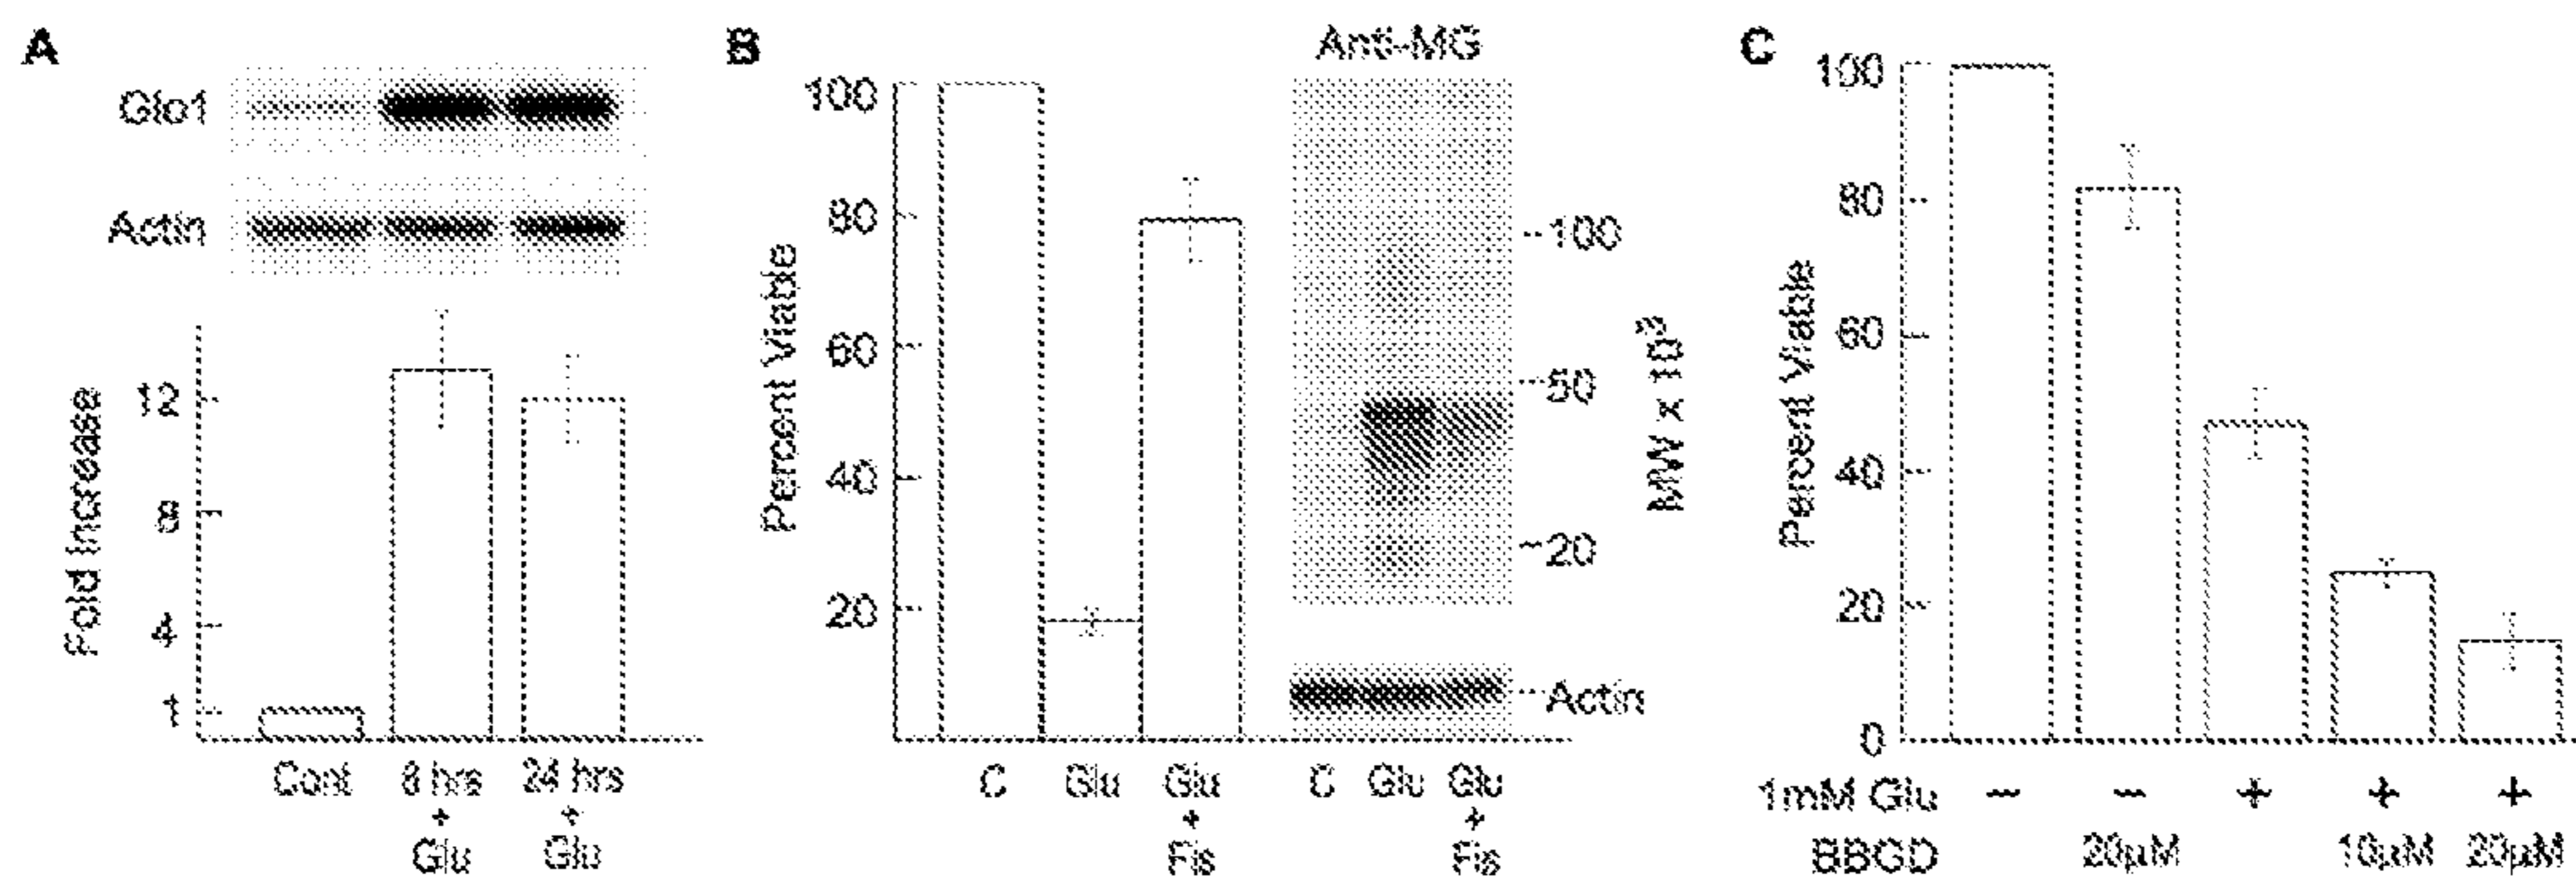 A
Glo1
Actin
Fold Increase
12
8
4
1
Cont
8 hrs
+
Glu
24 hrs
+
Glu
B
Percent Viable
100
80
60
40
20
C
Glu
Glu
+
Fis
Anti-MG
100
50
20
MW x 10³
Actin
C
Glu
Glu
+
Fis
C
Percent Viable
100
80
60
40
20
0
1mM Glu − − + + +
BBGD 20µM 10µM 20µM